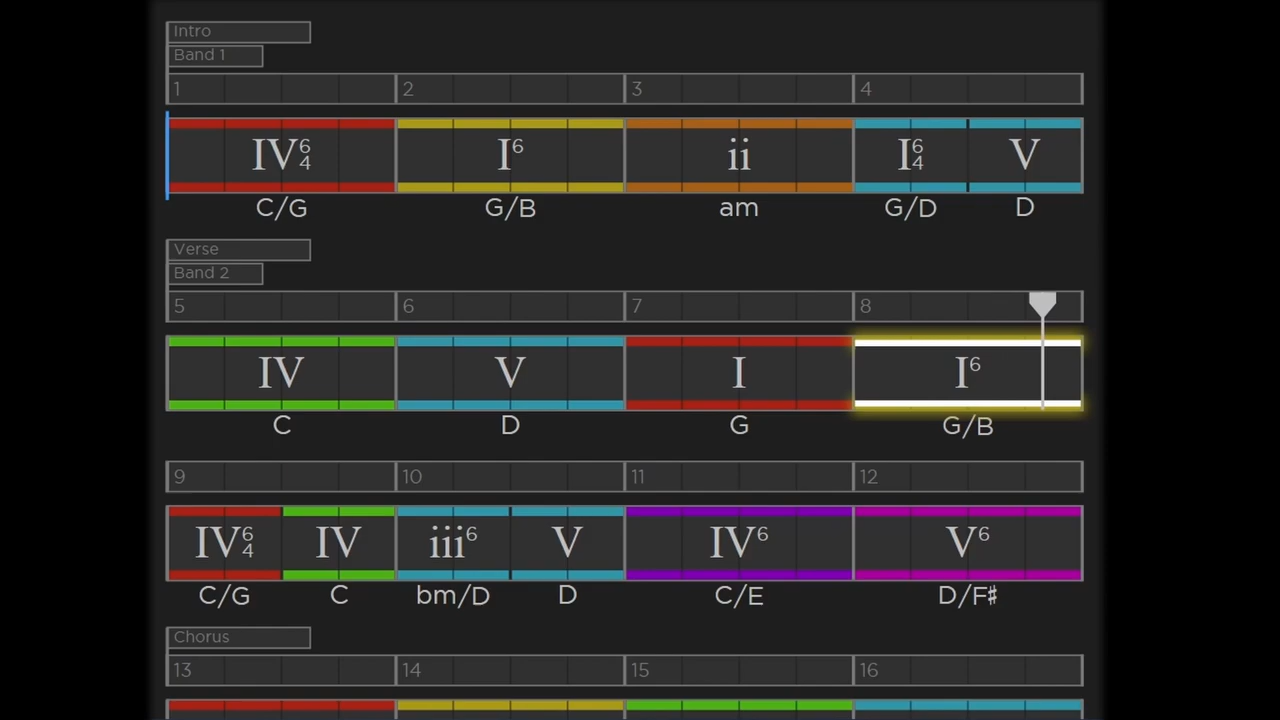 Intro
Band 1
1 2 3 4
IV⁶₄ I⁶ ii I⁶₄ V
C/G G/B am G/D D
Verse
Band 2
5 6 7 8
IV V I I⁶
C D G G/B
9 10 11 12
IV⁶₄ IV iii⁶ V IV⁶ V⁶
C/G C bm/D D C/E D/F♯
Chorus
13 14 15 16